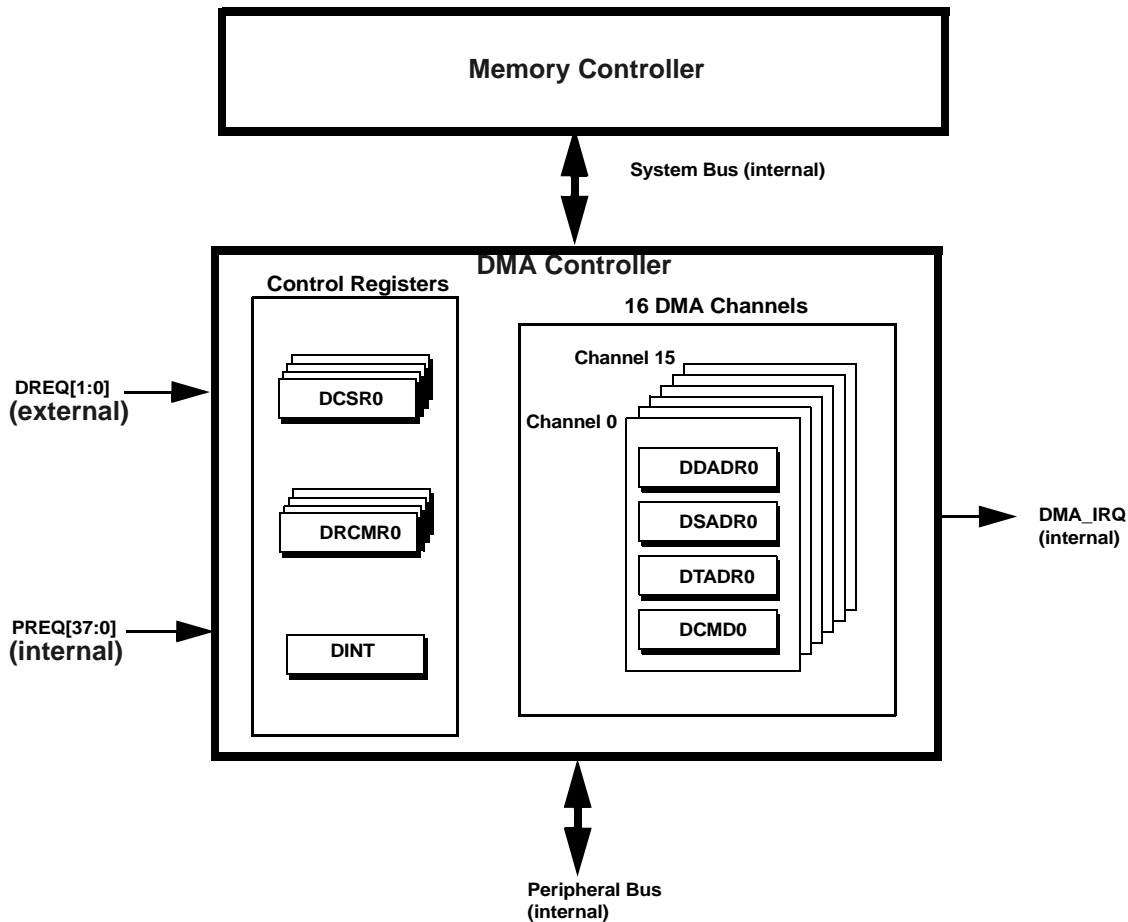 Memory Controller
System Bus (internal)
DMA Controller
Control Registers
16 DMA Channels
Channel 15
DREQ[1:0]
(external)
DCSR0
Channel 0
DDADR0
DSADR0
DMA_IRQ
(internal)
DRCMR0
DTADR0
PREQ[37:0]
(internal)
DCMD0
DINT
Peripheral Bus
(internal)